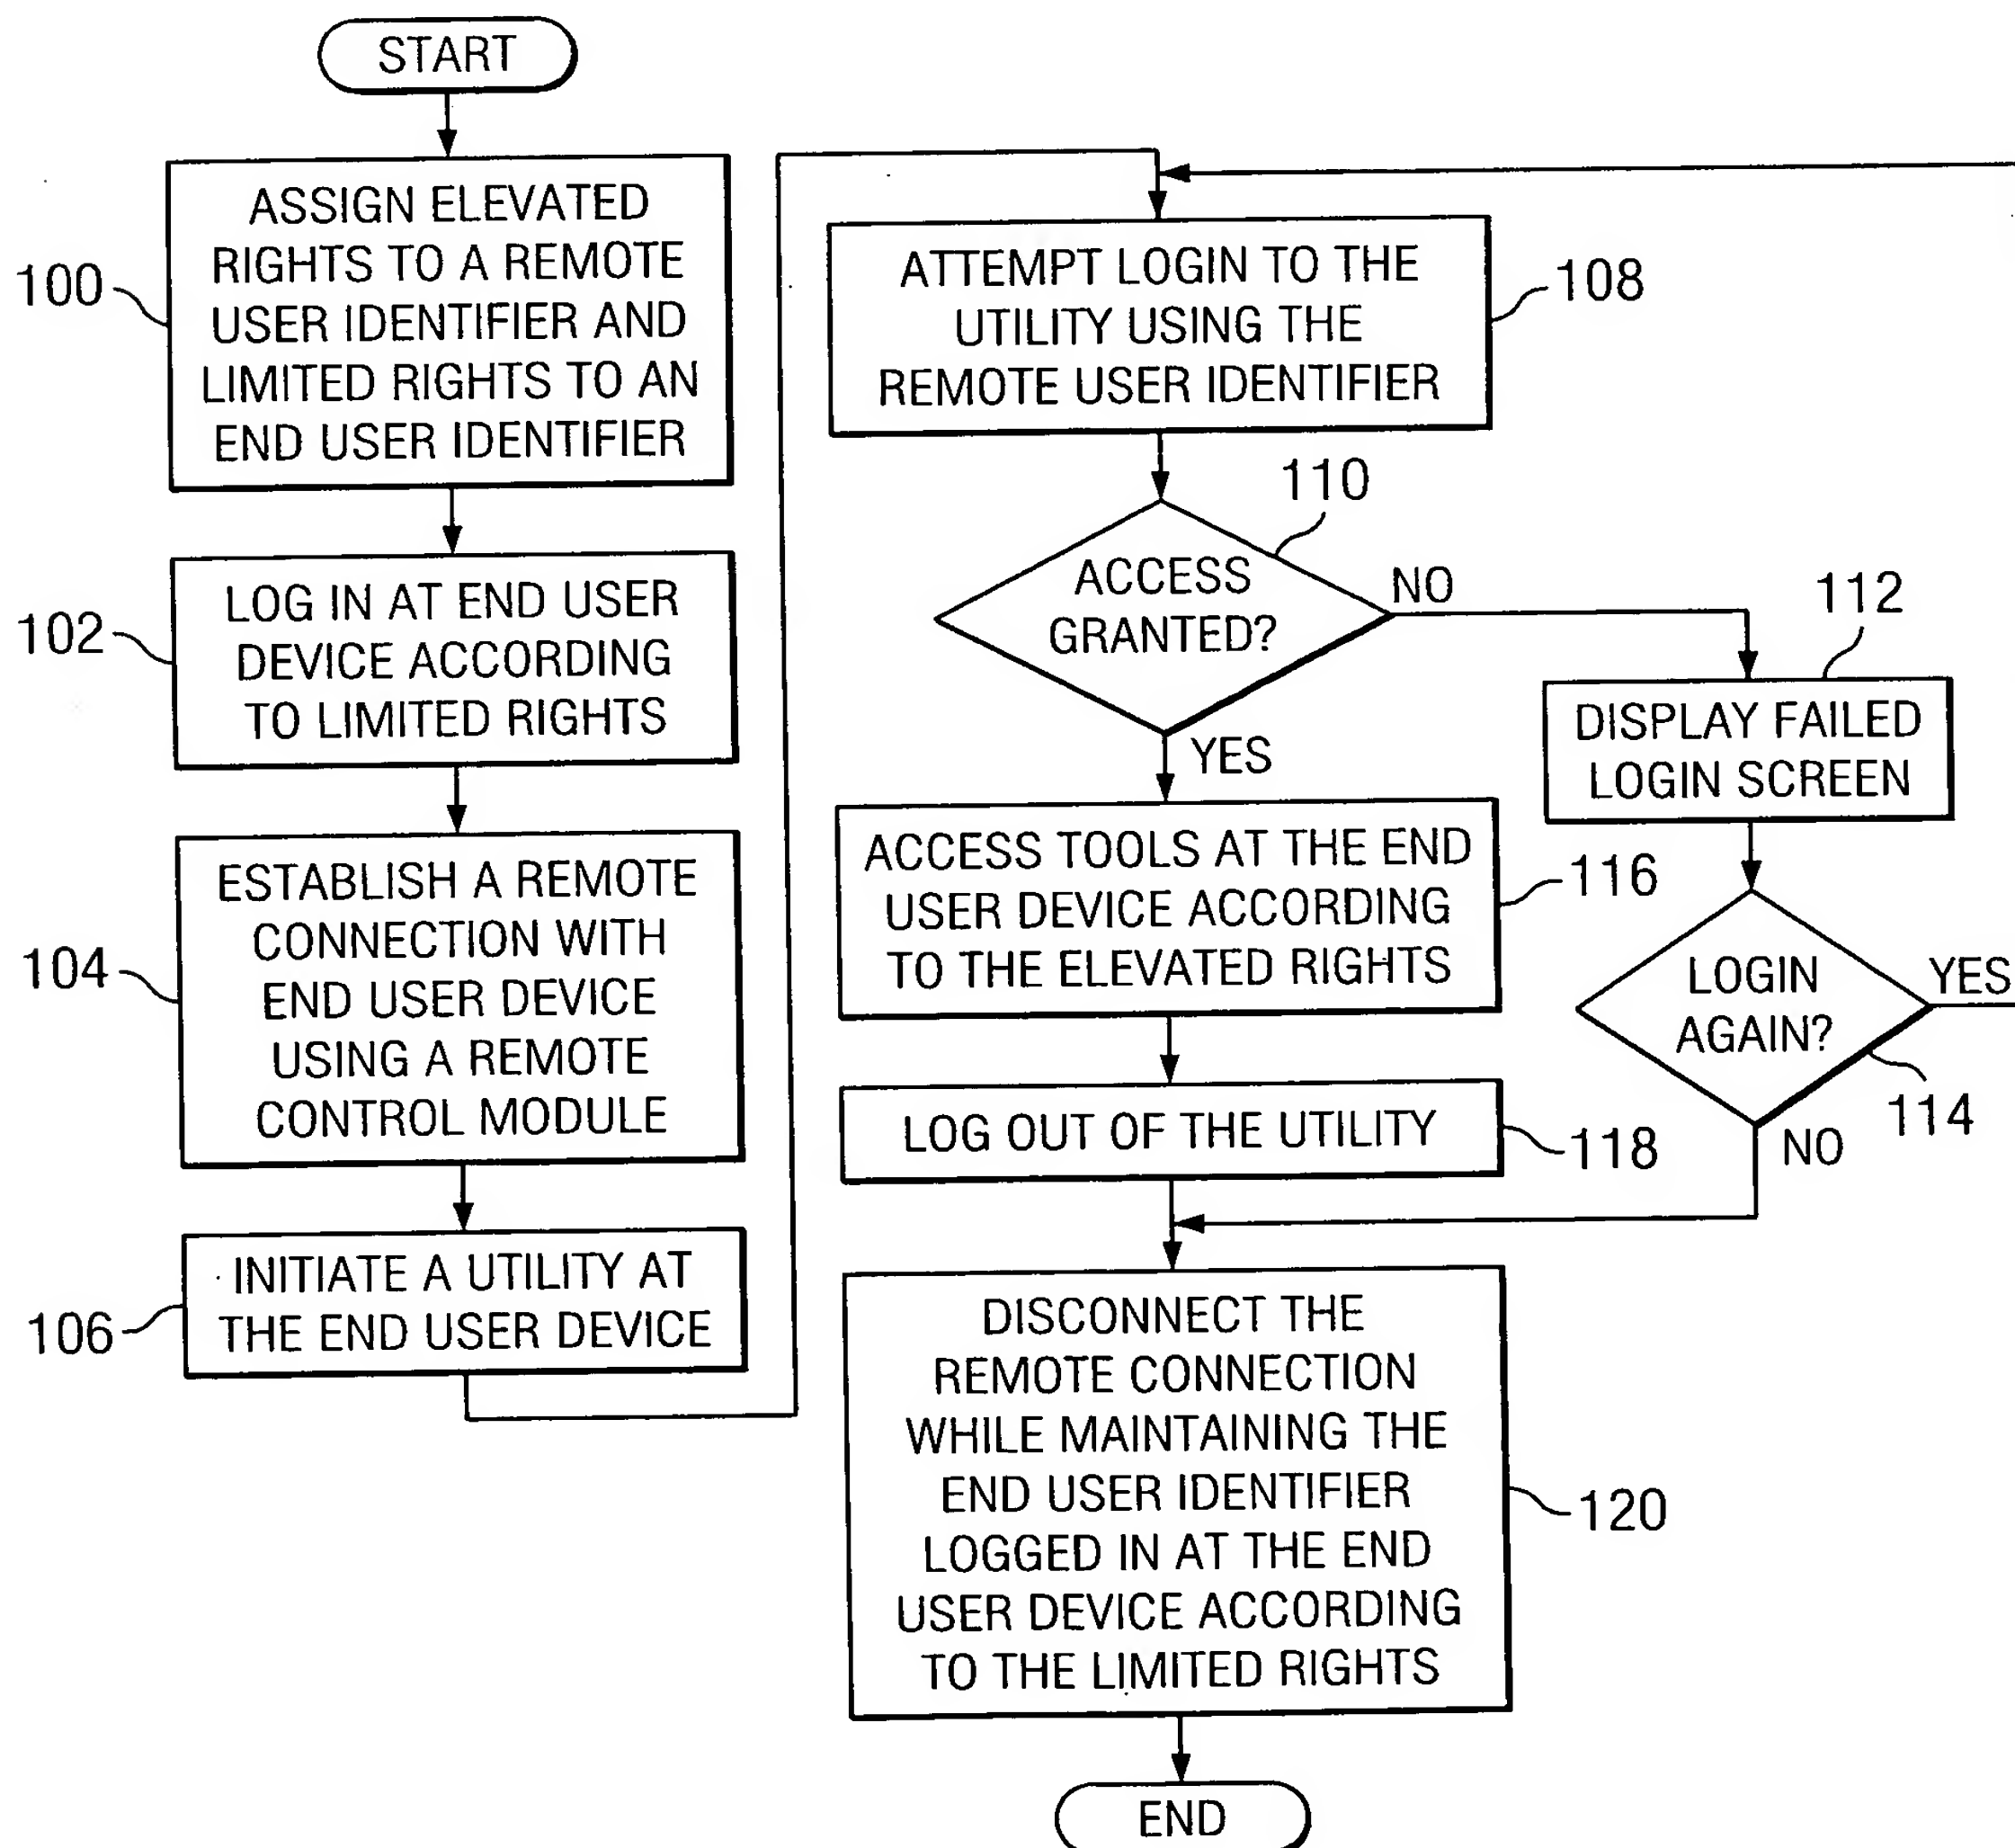 START
ASSIGN ELEVATED
RIGHTS TO A REMOTE
USER IDENTIFIER AND
LIMITED RIGHTS TO AN
END USER IDENTIFIER
100
LOG IN AT END USER
DEVICE ACCORDING
TO LIMITED RIGHTS
102
ESTABLISH A REMOTE
CONNECTION WITH
END USER DEVICE
USING A REMOTE
CONTROL MODULE
104
INITIATE A UTILITY AT
THE END USER DEVICE
106
ATTEMPT LOGIN TO THE
UTILITY USING THE
REMOTE USER IDENTIFIER
108
110
ACCESS
GRANTED?
NO
YES
112
DISPLAY FAILED
LOGIN SCREEN
LOGIN
AGAIN?
YES
114
NO
ACCESS TOOLS AT THE END
USER DEVICE ACCORDING
TO THE ELEVATED RIGHTS
116
LOG OUT OF THE UTILITY
118
DISCONNECT THE
REMOTE CONNECTION
WHILE MAINTAINING THE
END USER IDENTIFIER
LOGGED IN AT THE END
USER DEVICE ACCORDING
TO THE LIMITED RIGHTS
120
END